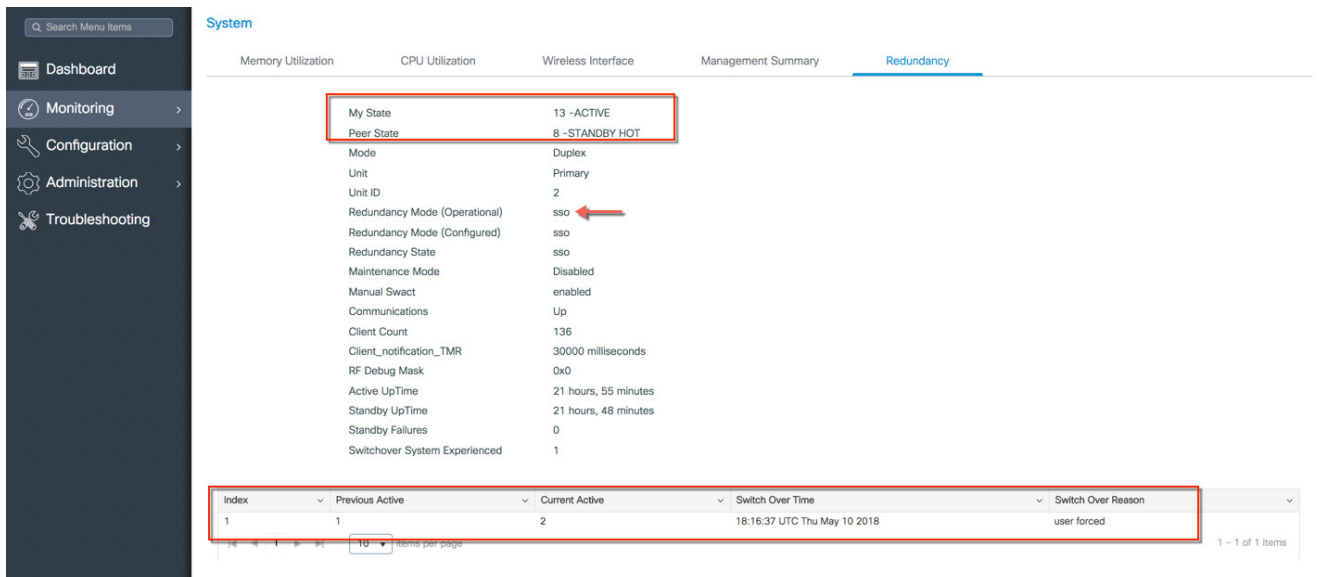 Search Menu Items
Dashboard
Monitoring
Configuration
Administration
Troubleshooting
System
Memory Utilization CPU Utilization Wireless Interface Management Summary Redundancy
My State 13 -ACTIVE
Peer State 8 -STANDBY HOT
Mode Duplex
Unit Primary
Unit ID 2
Redundancy Mode (Operational) sso
Redundancy Mode (Configured) sso
Redundancy State sso
Maintenance Mode Disabled
Manual Swact enabled
Communications Up
Client Count 136
Client_notification_TMR 30000 milliseconds
RF Debug Mask 0x0
Active UpTime 21 hours, 55 minutes
Standby UpTime 21 hours, 48 minutes
Standby Failures 0
Switchover System Experienced 1
Index Previous Active Current Active Switch Over Time Switch Over Reason
1 1 2 18:16:37 UTC Thu May 10 2018 user forced
1 10 items per page 1 - 1 of 1 items